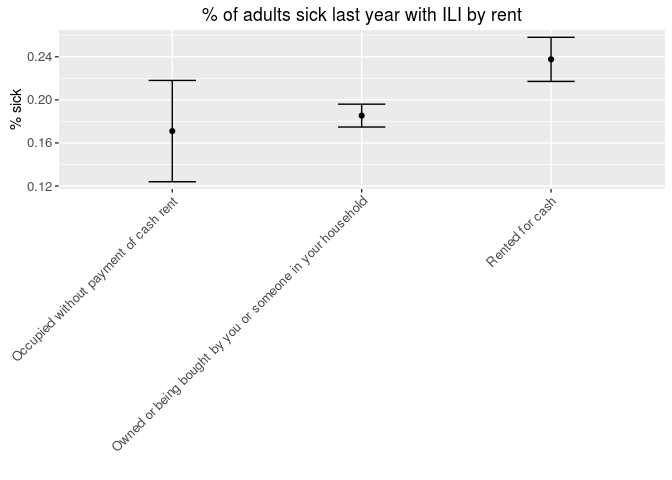 % of adults sick last year with ILI by rent
% sick
0.24
0.20
0.16
0.12
Occupied without payment of cash rent
Owned or being bought by you or someone in your household
Rented for cash